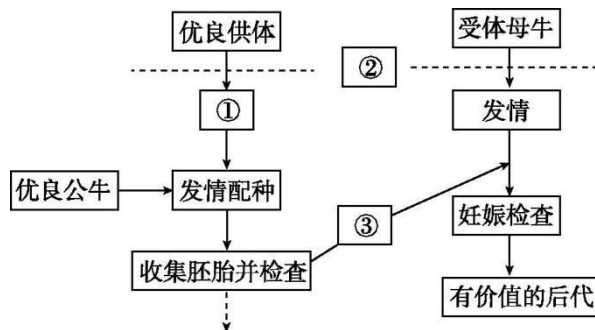 优良供体
受体母牛
②
①
发情
优良公牛
发情配种
③
妊娠检查
收集胚胎并检查
有价值的后代